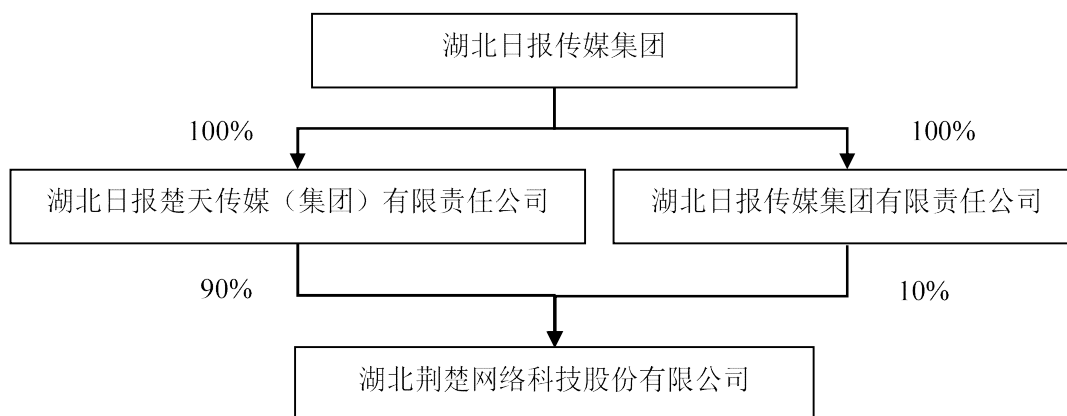 湖北日报传媒集团
100%
100%
湖北日报楚天传媒（集团）有限责任公司
湖北日报传媒集团有限责任公司
90%
10%
湖北荆楚网络科技股份有限公司